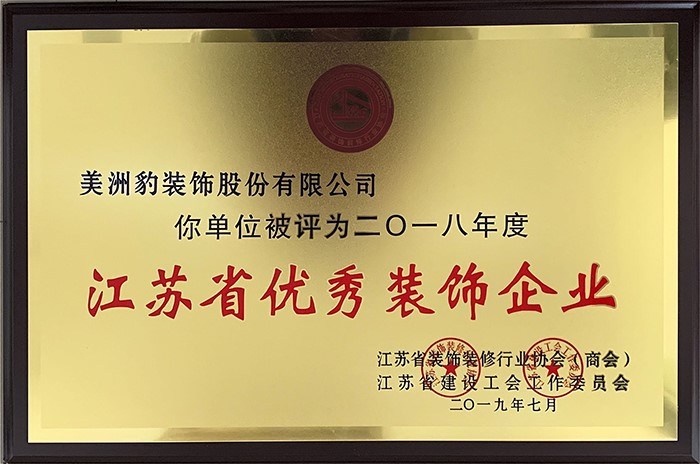 美洲豹装饰股份有限公司
你单位被评为二〇一八年度
江苏省优秀装饰企业
江苏省装饰装修行业协会（商会）
江苏省建设工会工作委员会
二〇一九年七月